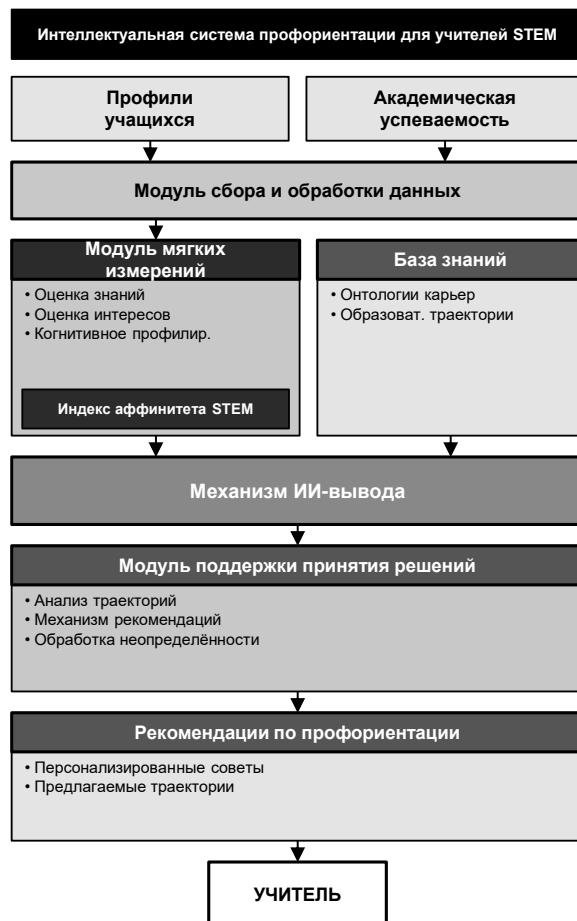 Интеллектуальная система профориентации для учителей STEM
Профили
учащихся
Академическая
успеваемость
Модуль сбора и обработки данных
Модуль мягких
измерений
• Оценка знаний
• Оценка интересов
• Когнитивное профилир.
Индекс аффинитета STEM
База знаний
• Онтологии карьер
• Образоват. траектории
Механизм ИИ-вывода
Модуль поддержки принятия решений
• Анализ траекторий
• Механизм рекомендаций
• Обработка неопределённости
Рекомендации по профориентации
• Персонализированные советы
• Предлагаемые траектории
УЧИТЕЛЬ